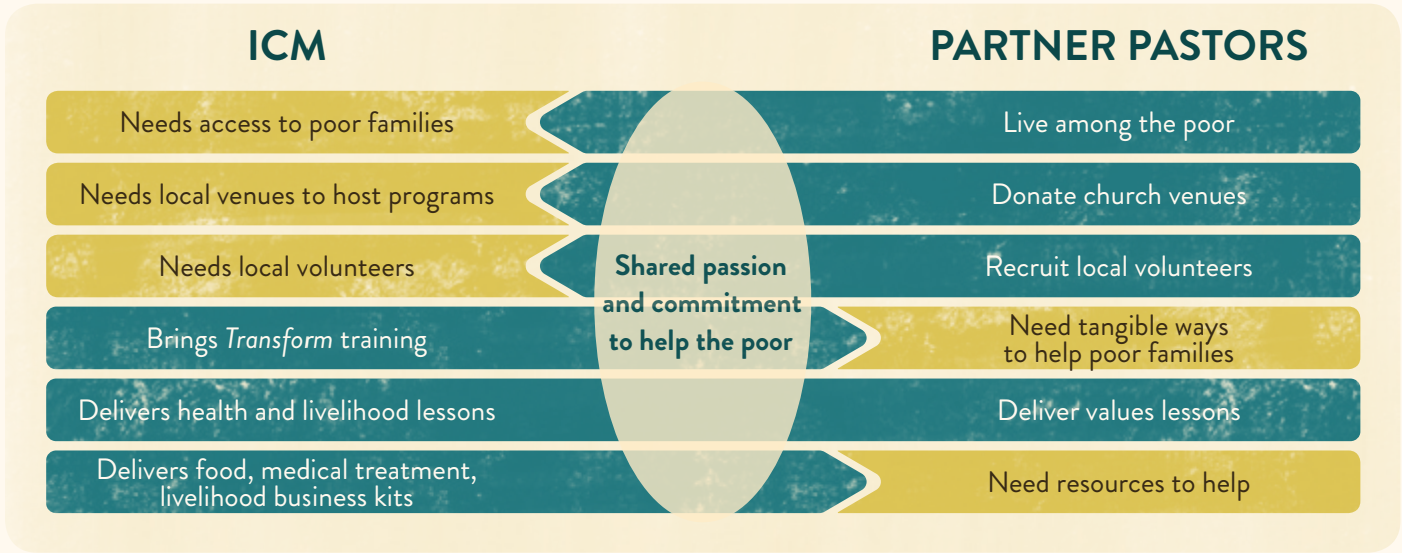 ICM
PARTNER PASTORS
Needs access to poor families
Live among the poor
Needs local venues to host programs
Donate church venues
Needs local volunteers
Recruit local volunteers
Shared passion
and commitment
to help the poor
Brings Transform training
Need tangible ways
to help poor families
Delivers health and livelihood lessons
Deliver values lessons
Delivers food, medical treatment,
livelihood business kits
Need resources to help